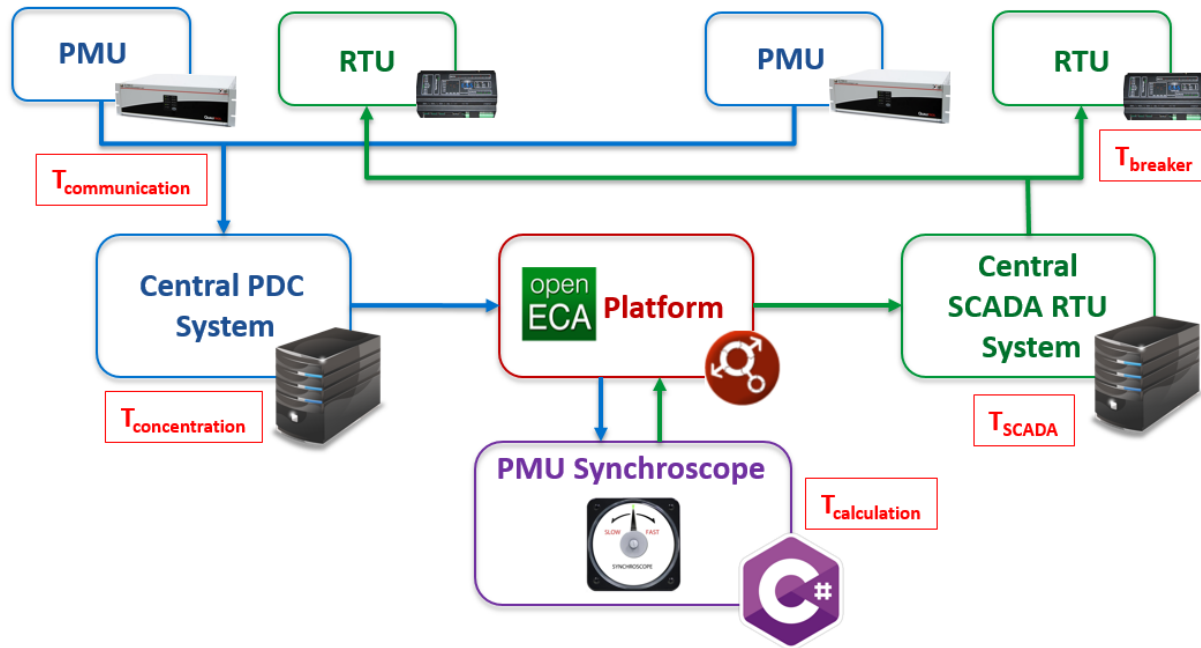 PMU
RTU
PMU
RTU
Tcommunication
Tbreaker
Central PDC
System
open
ECA
Platform
Central
SCADA RTU
System
Tconcentration
TSCADA
PMU Synchroscope
SLOW FAST
SYNCHROSCOPE
Tcalculation
C#